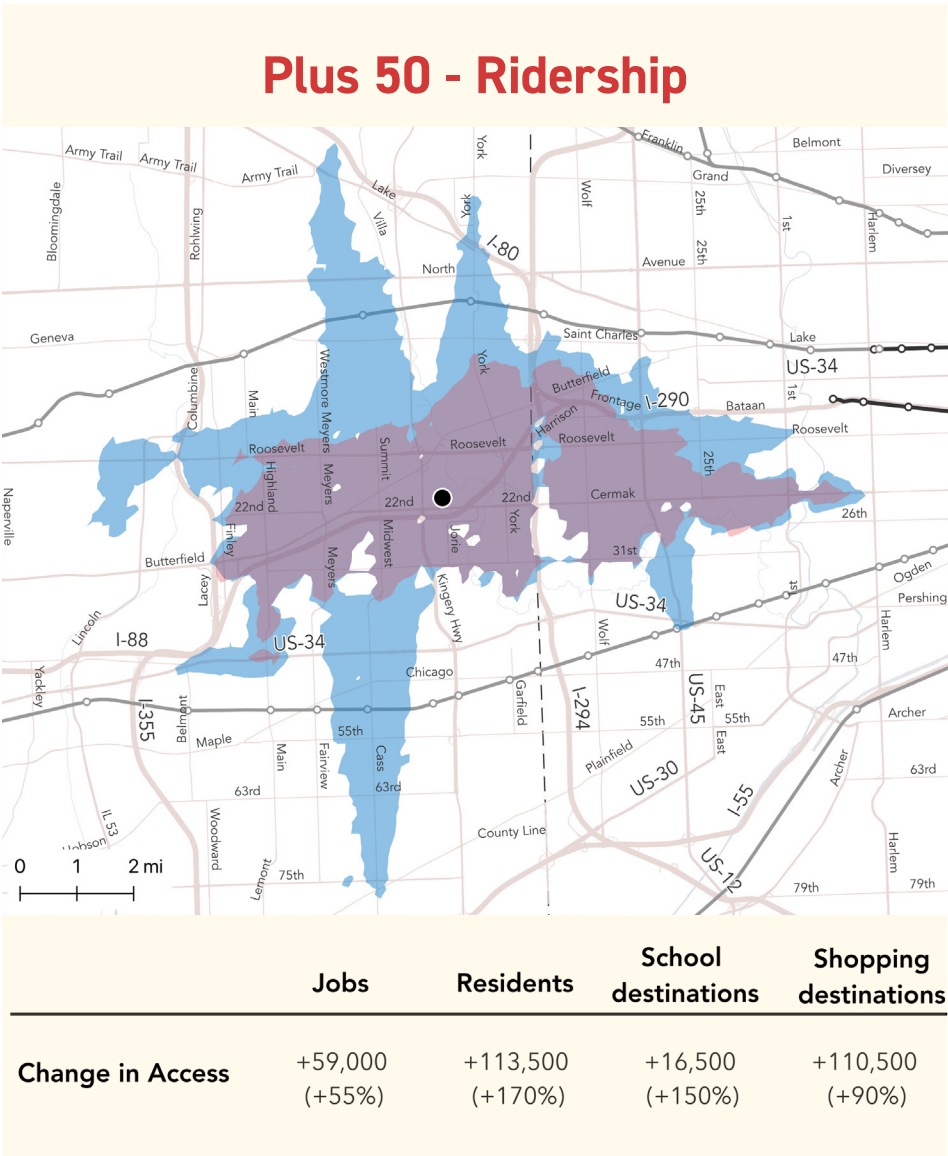 Plus 50 - Ridership
Army Trail
Army Trail
Army Trail
Lake
York
Franklin
Belmont
Grand
Diversey
Bloomingdale
Rohlwing
Villa
York
Wolf
25th
1st
Harlem
I-80
25th
North
Avenue
Geneva
Saint Charles
Lake
US-34
Westmore Meyers
York
Columbine
Main
Butterfield
Frontage
I-290
1st
Bataan
Harrison
Roosevelt
Roosevelt
Roosevelt
Roosevelt
Summit
25th
Highland
Meyers
Naperville
22nd
22nd
22nd
Cermak
26th
Finley
Midwest
Jorie
York
31st
Butterfield
Meyers
Lacey
Kingery Hwy
1st
Ogden
Pershing
Lincoln
US-34
I-88
US-34
Wolf
Harlem
Yackley
Chicago
47th
47th
I-355
Belmont
Garfield
I-294
US-45
East
55th
55th
55th
Archer
Maple
Main
Fairview
Cass
Plainfield
East
US-30
Archer
63rd
63rd
63rd
I-55
IL 53
Woodward
Hobson
County Line
Harlem
0 1 2 mi
75th
Lemont
US-12
79th
79th
Jobs
Residents
School
destinations
Shopping
destinations
Change in Access
+59,000
(+55%)
+113,500
(+170%)
+16,500
(+150%)
+110,500
(+90%)